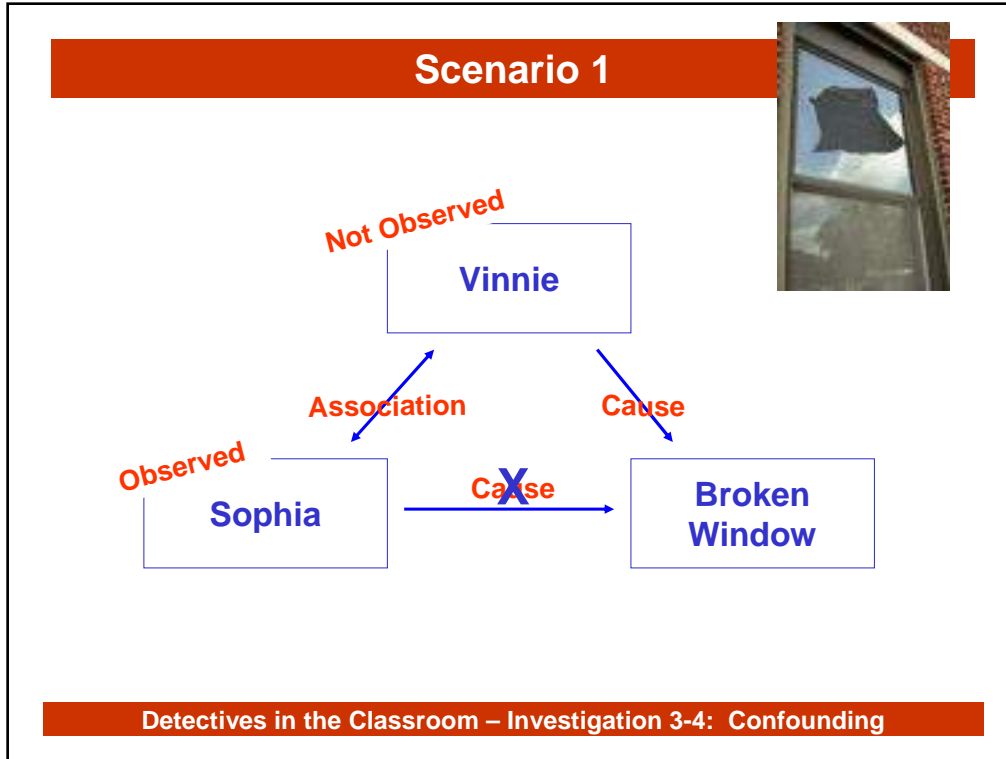 Scenario 1
Not Observed
Vinnie
Association
Cause
Observed
Sophia
Cause
X
Broken
Window
Detectives in the Classroom – Investigation 3-4: Confounding